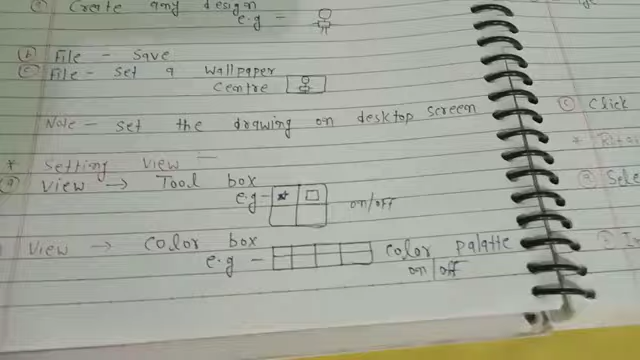 Create any design
e.g -
(b) File - Save
(c) File - Set a Wallpaper
Centre
Note - set the drawing on desktop screen
* Setting View -
(a) View → Tool box
e.g - on/off
View → Color box
e.g - Color Palatte
on/off
(c) Click
*
(a) Sele